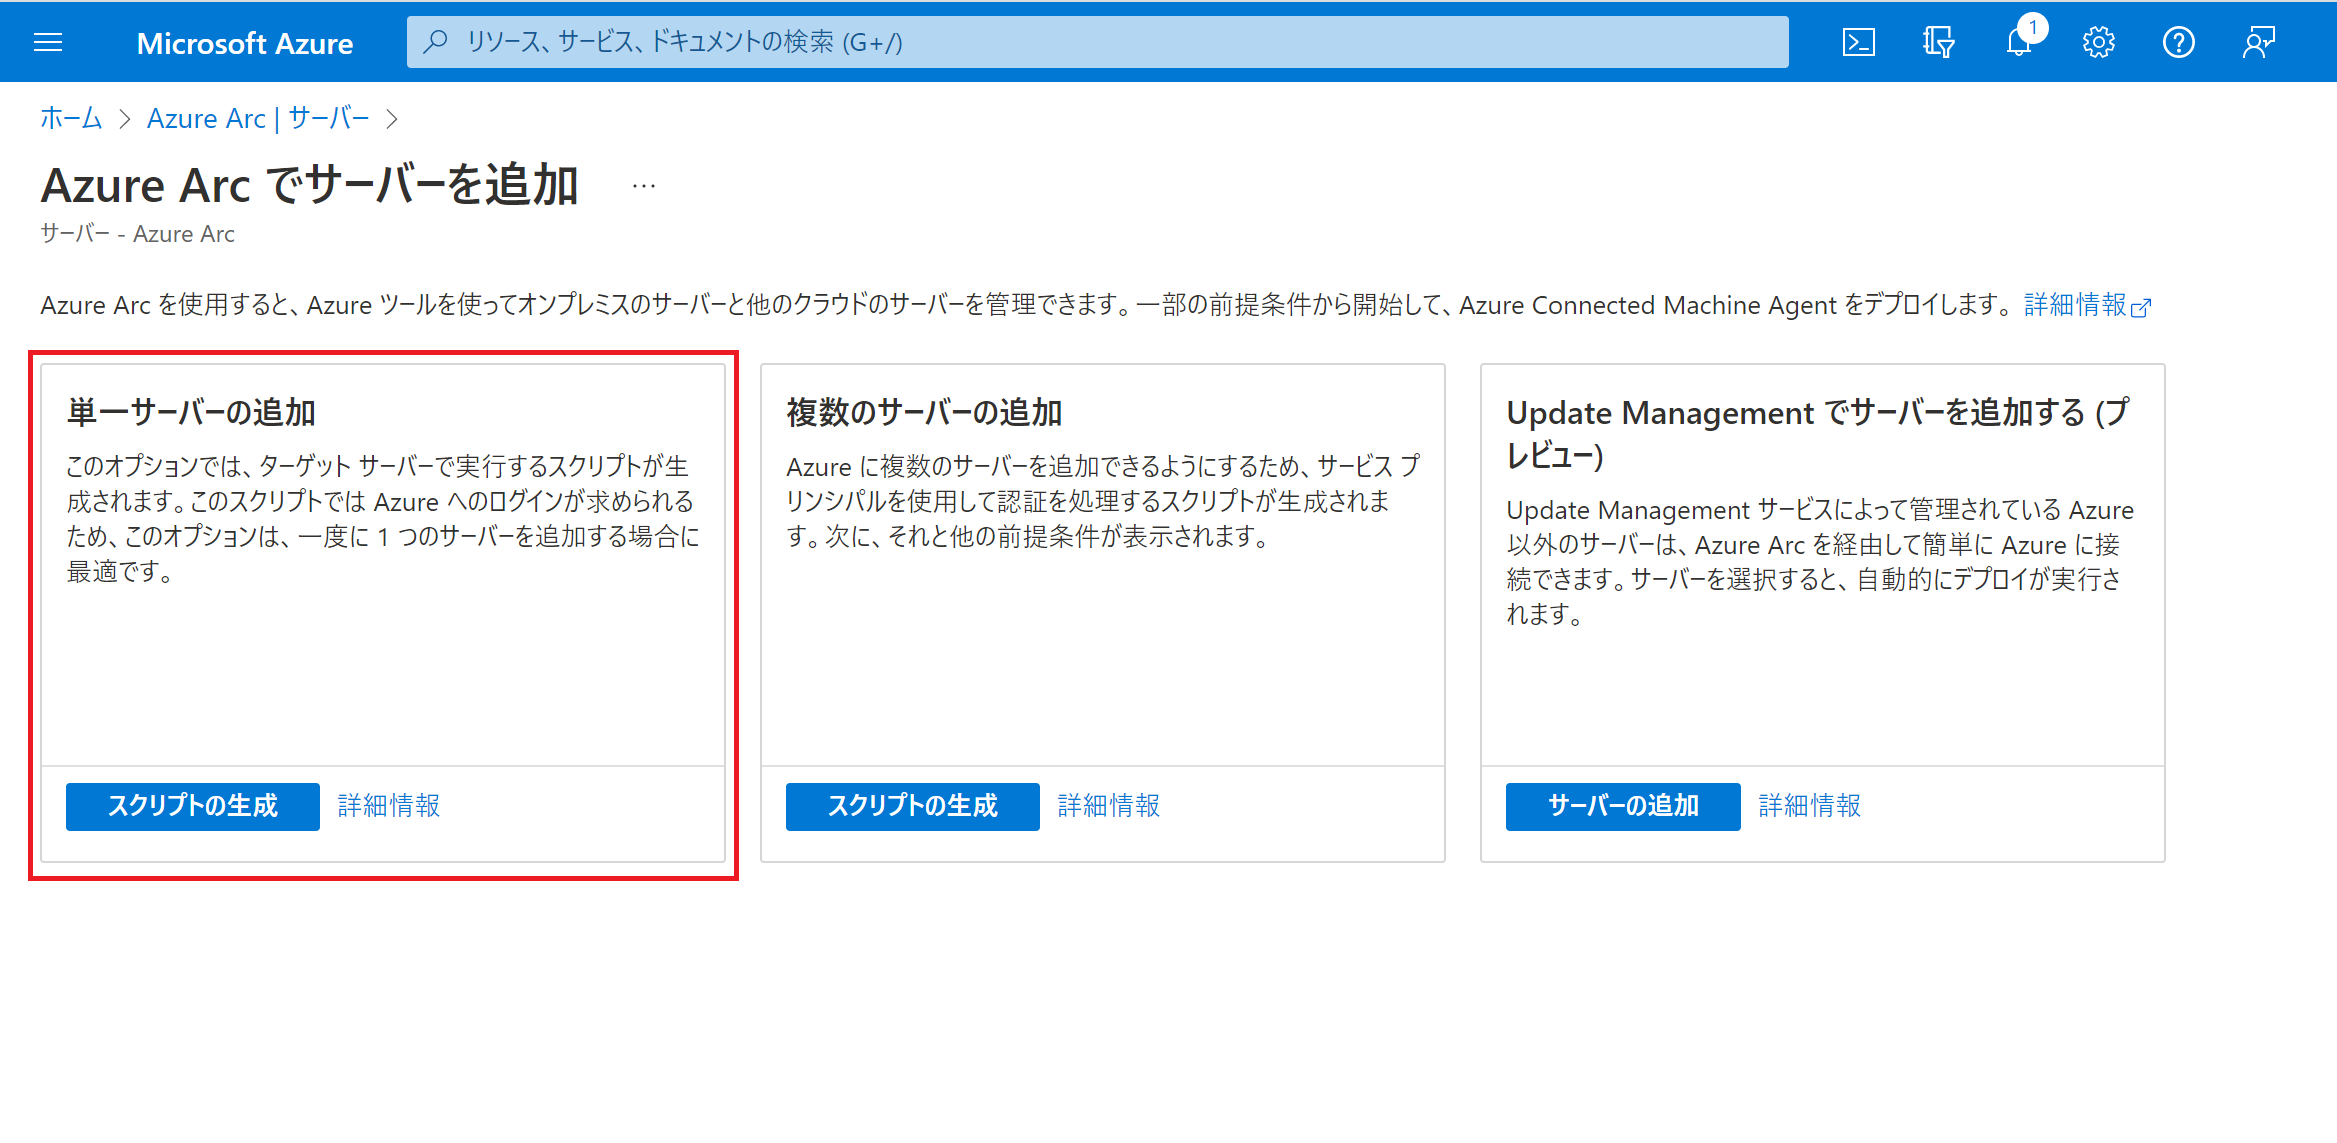 Microsoft Azure
リソース、サービス、ドキュメントの検索 (G+/)
1
ホーム > Azure Arc | サーバー >
Azure Arc でサーバーを追加 ...
サーバー - Azure Arc
Azure Arc を使用すると、Azure ツールを使ってオンプレミスのサーバーと他のクラウドのサーバーを管理できます。一部の前提条件から開始して、Azure Connected Machine Agent をデプロイします。 詳細情報
単一サーバーの追加
このオプションでは、ターゲット サーバーで実行するスクリプトが生
成されます。このスクリプトでは Azure へのログインが求められる
ため、このオプションは、一度に 1 つのサーバーを追加する場合に
最適です。
スクリプトの生成 詳細情報
複数のサーバーの追加
Azure に複数のサーバーを追加できるようにするため、サービス プ
リンシパルを使用して認証を処理するスクリプトが生成されま
す。次に、それと他の前提条件が表示されます。
スクリプトの生成 詳細情報
Update Management でサーバーを追加する (プ
レビュー)
Update Management サービスによって管理されている Azure
以外のサーバーは、Azure Arc を経由して簡単に Azure に接
続できます。サーバーを選択すると、自動的にデプロイが実行さ
れます。
サーバーの追加 詳細情報